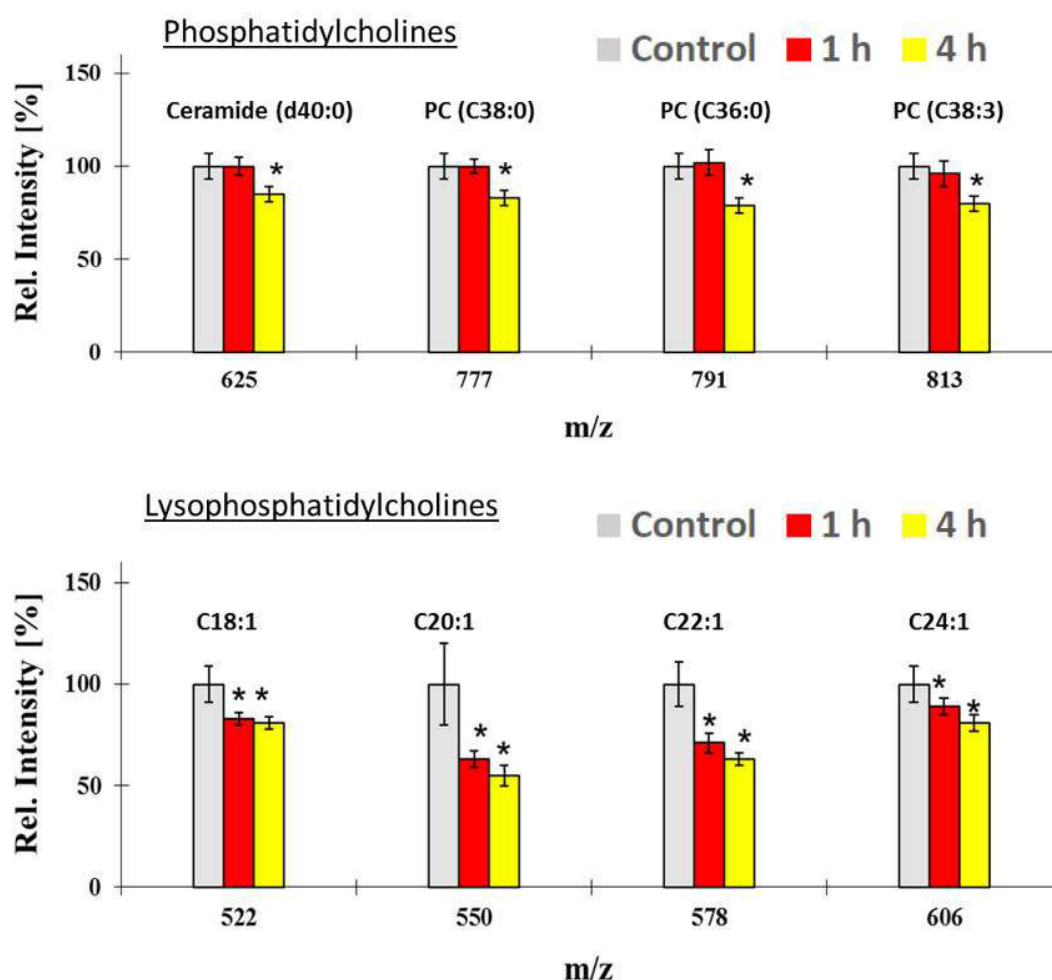 Phosphatidylcholines
Control 1 h 4 h
Rel. Intensity [%]
150
100
50
0
Ceramide (d40:0) PC (C38:0) PC (C36:0) PC (C38:3)
* * * *
625 777 791 813
m/z
Lysophosphatidylcholines
Control 1 h 4 h
Rel. Intensity [%]
150
100
50
0
C18:1 C20:1 C22:1 C24:1
* * * * * * * *
522 550 578 606
m/z